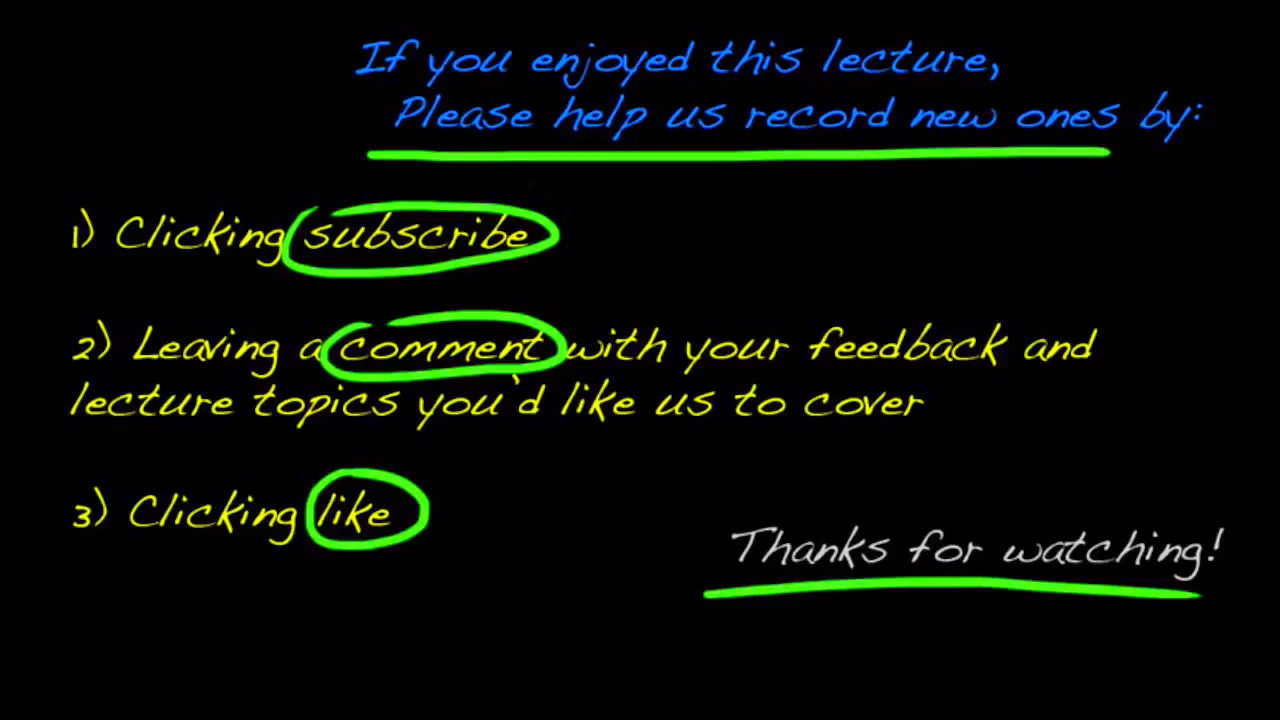 If you enjoyed this lecture,
Please help us record new ones by:
1) Clicking subscribe
2) Leaving a comment with your feedback and
lecture topics you'd like us to cover
3) Clicking like
Thanks for watching!